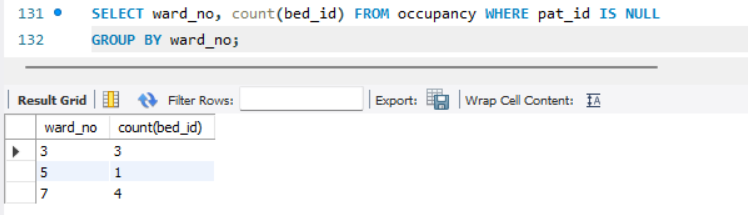 131 SELECT ward_no, count(bed_id) FROM occupancy WHERE pat_id IS NULL
132 GROUP BY ward_no;
Result Grid Filter Rows: Export: Wrap Cell Content: IA
ward_no count(bed_id)
3 3
5 1
7 4